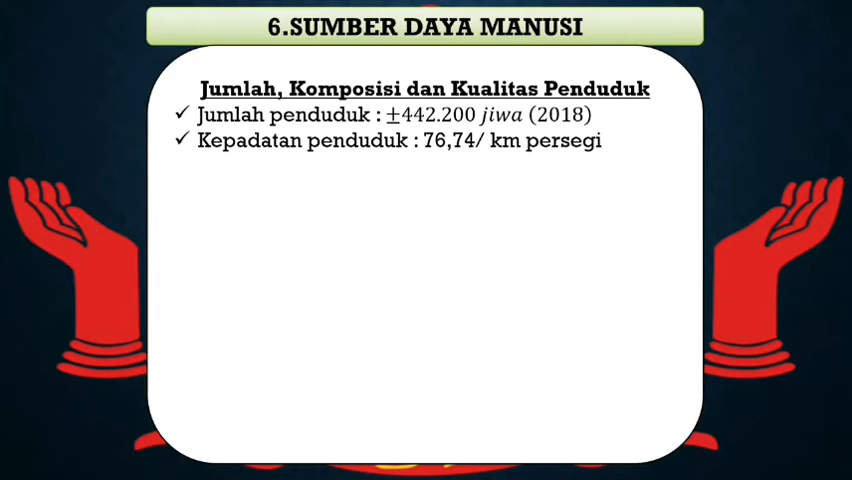 6.SUMBER DAYA MANUSI
Jumlah, Komposisi dan Kualitas Penduduk
✓ Jumlah penduduk : ±442.200 jiwa (2018)
✓ Kepadatan penduduk : 76,74/ km persegi